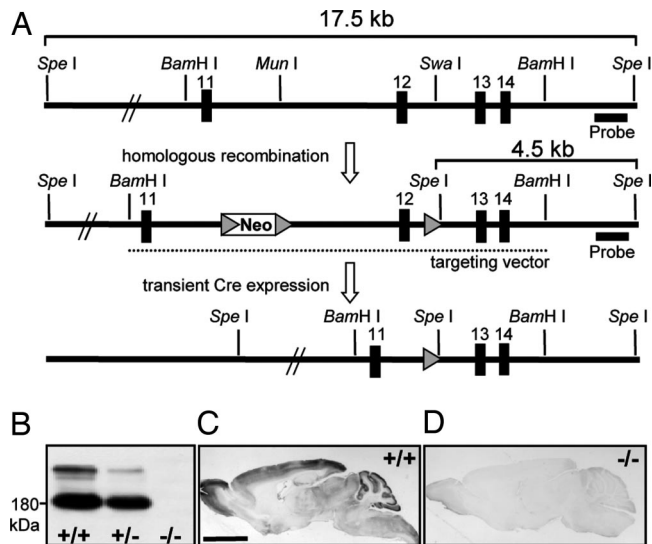 A
17.5 kb
Spe I BamH I Mun I Swa I BamH I Spe I
11 12 13 14
Probe
homologous recombination
4.5 kb
Spe I BamH I Spe I BamH I Spe I
11 Neo 12 13 14
Probe
targeting vector
transient Cre expression
Spe I BamH I Spe I BamH I Spe I
11 13 14
B
180
kDa
+/+ +/- -/-
C
+/+
D
-/-